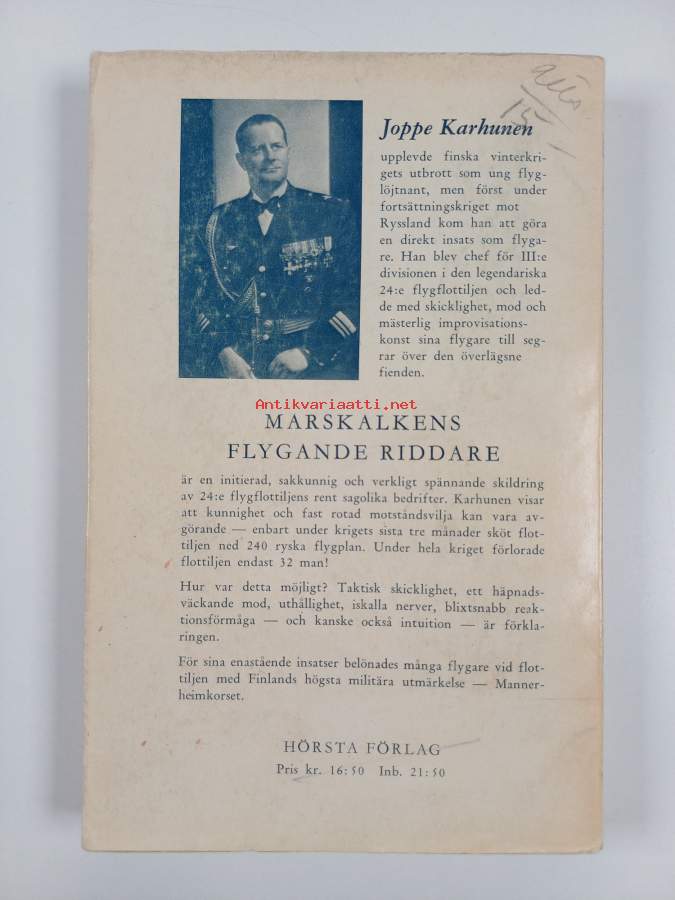 Joppe Karhunen
upplevde finska vinterkri-
gets utbrott som ung flyg-
löjtnant, men först under
fortsättningskriget mot
Ryssland kom han att göra
en direkt insats som flyga-
re. Han blev chef för III:e
divisionen i den legendariska
24:e flygflottiljen och led-
de med skicklighet, mod och
mästerlig improvisations-
konst sina flygare till seg-
rar över den överlägsne
fienden.
Antikvariaatti.net
MARSKALKENS
FLYGANDE RIDDARE
är en initierad, sakkunnig och verkligt spännande skildring
av 24:e flygflottiljens rent sagolika bedrifter. Karhunen visar
att kunnighet och fast rotad motståndsvilja kan vara av-
görande — enbart under krigets sista tre månader sköt flot-
tiljen ned 240 ryska flygplan. Under hela kriget förlorade
flottiljen endast 32 man!
Hur var detta möjligt? Taktisk skicklighet, ett häpnads-
väckande mod, uthållighet, iskalla nerver, blixtsnabb reak-
tionsförmåga — och kanske också intuition — är förkla-
ringen.
För sina enastående insatser belönades många flygare vid flot-
tiljen med Finlands högsta militära utmärkelse — Manner-
heimkorset.
HÖRSTA FÖRLAG
Pris kr. 16:50 Inb. 21:50